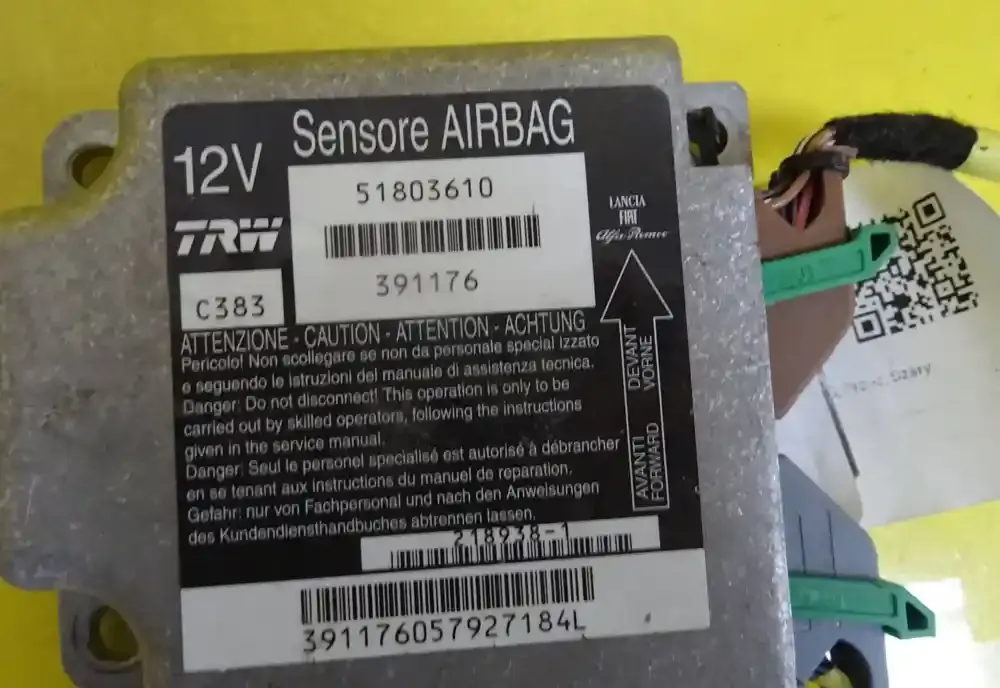 Sensore AIRBAG
12V
51803610
TRW
391176
C383
LANCIA
FIAT
Alfa Romeo
ATTENZIONE - CAUTION - ATTENTION - ACHTUNG
Pericolo! Non scollegare se non da personale special izzato
e seguendo le istruzioni del manuale di assistenza tecnica.
Danger: Do not disconnect! This operation is only to be
carried out by skilled operators, following the instructions
given in the service manual.
Danger: Seul le personel specialisé est autorisé à débrancher
en se tenant aux instructions du manuel de reparation.
Gefahr: nur von Fachpersonal und nach den Anweisungen
des Kundendiensthandbuches abtrennen lassen.
DEVANT
VORNE
AVANTI
FORWARD
218938-1
391176057927184L